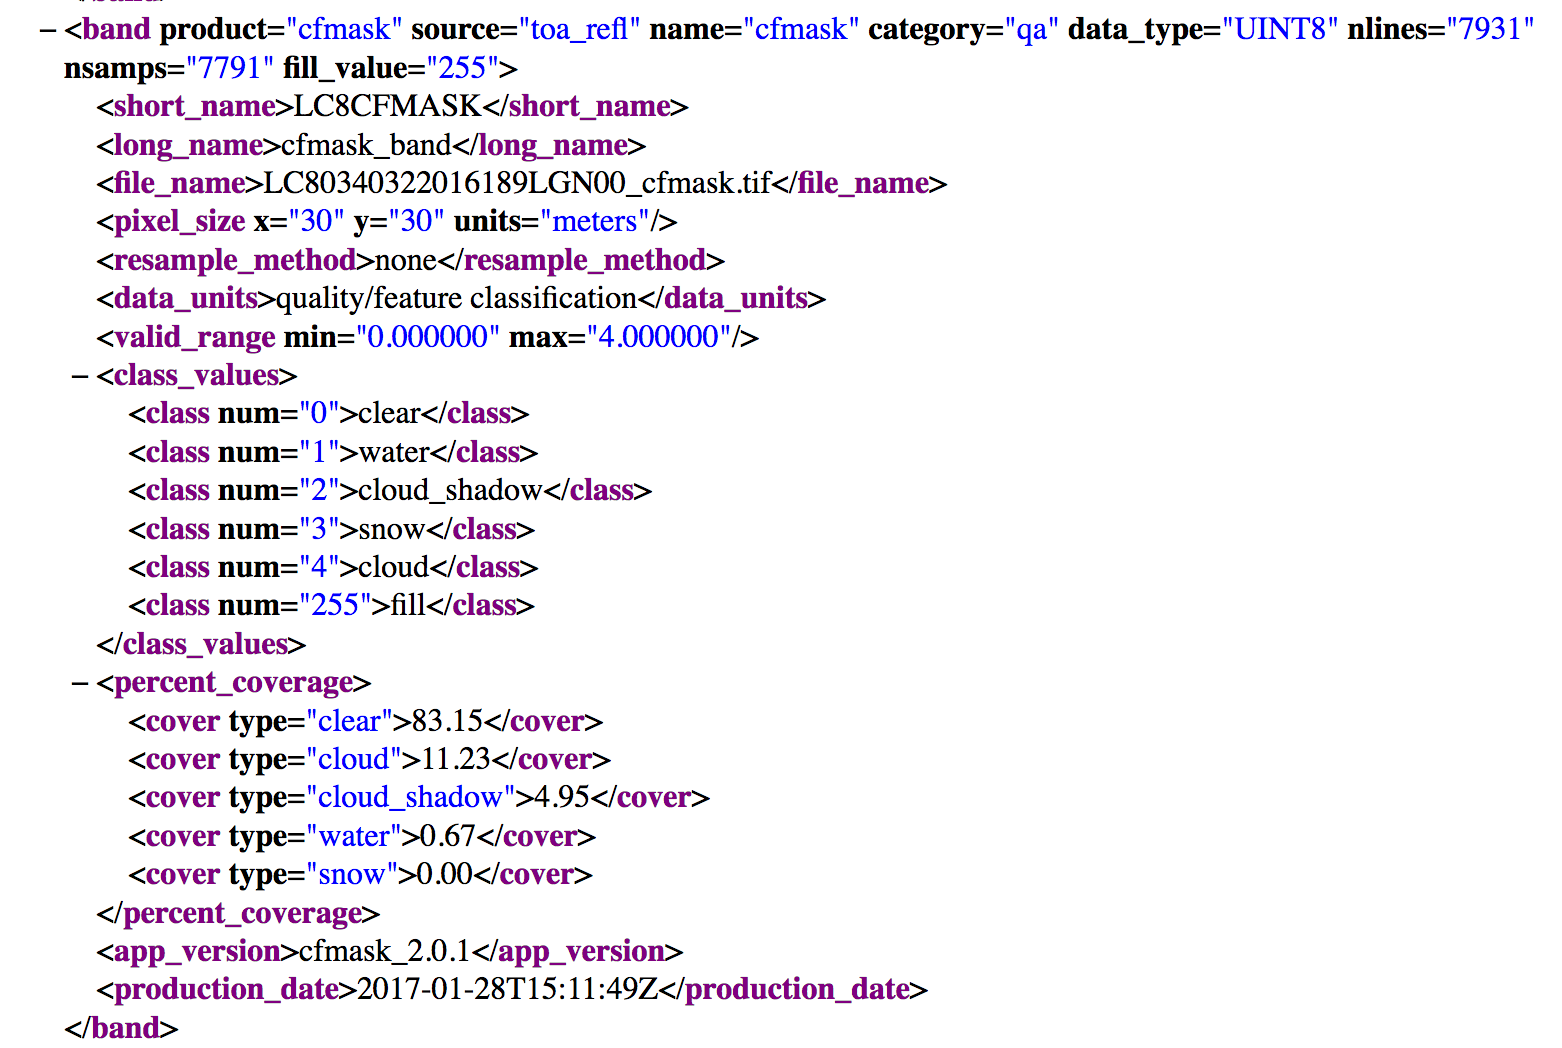 − <band product="cfmask" source="toa_refl" name="cfmask" category="qa" data_type="UINT8" nlines="7931"
nsamps="7791" fill_value="255">
<short_name>LC8CFMASK</short_name>
<long_name>cfmask_band</long_name>
<file_name>LC80340322016189LGN00_cfmask.tif</file_name>
<pixel_size x="30" y="30" units="meters"/>
<resample_method>none</resample_method>
<data_units>quality/feature classification</data_units>
<valid_range min="0.000000" max="4.000000"/>
− <class_values>
<class num="0">clear</class>
<class num="1">water</class>
<class num="2">cloud_shadow</class>
<class num="3">snow</class>
<class num="4">cloud</class>
<class num="255">fill</class>
</class_values>
− <percent_coverage>
<cover type="clear">83.15</cover>
<cover type="cloud">11.23</cover>
<cover type="cloud_shadow">4.95</cover>
<cover type="water">0.67</cover>
<cover type="snow">0.00</cover>
</percent_coverage>
<app_version>cfmask_2.0.1</app_version>
<production_date>2017-01-28T15:11:49Z</production_date>
</band>